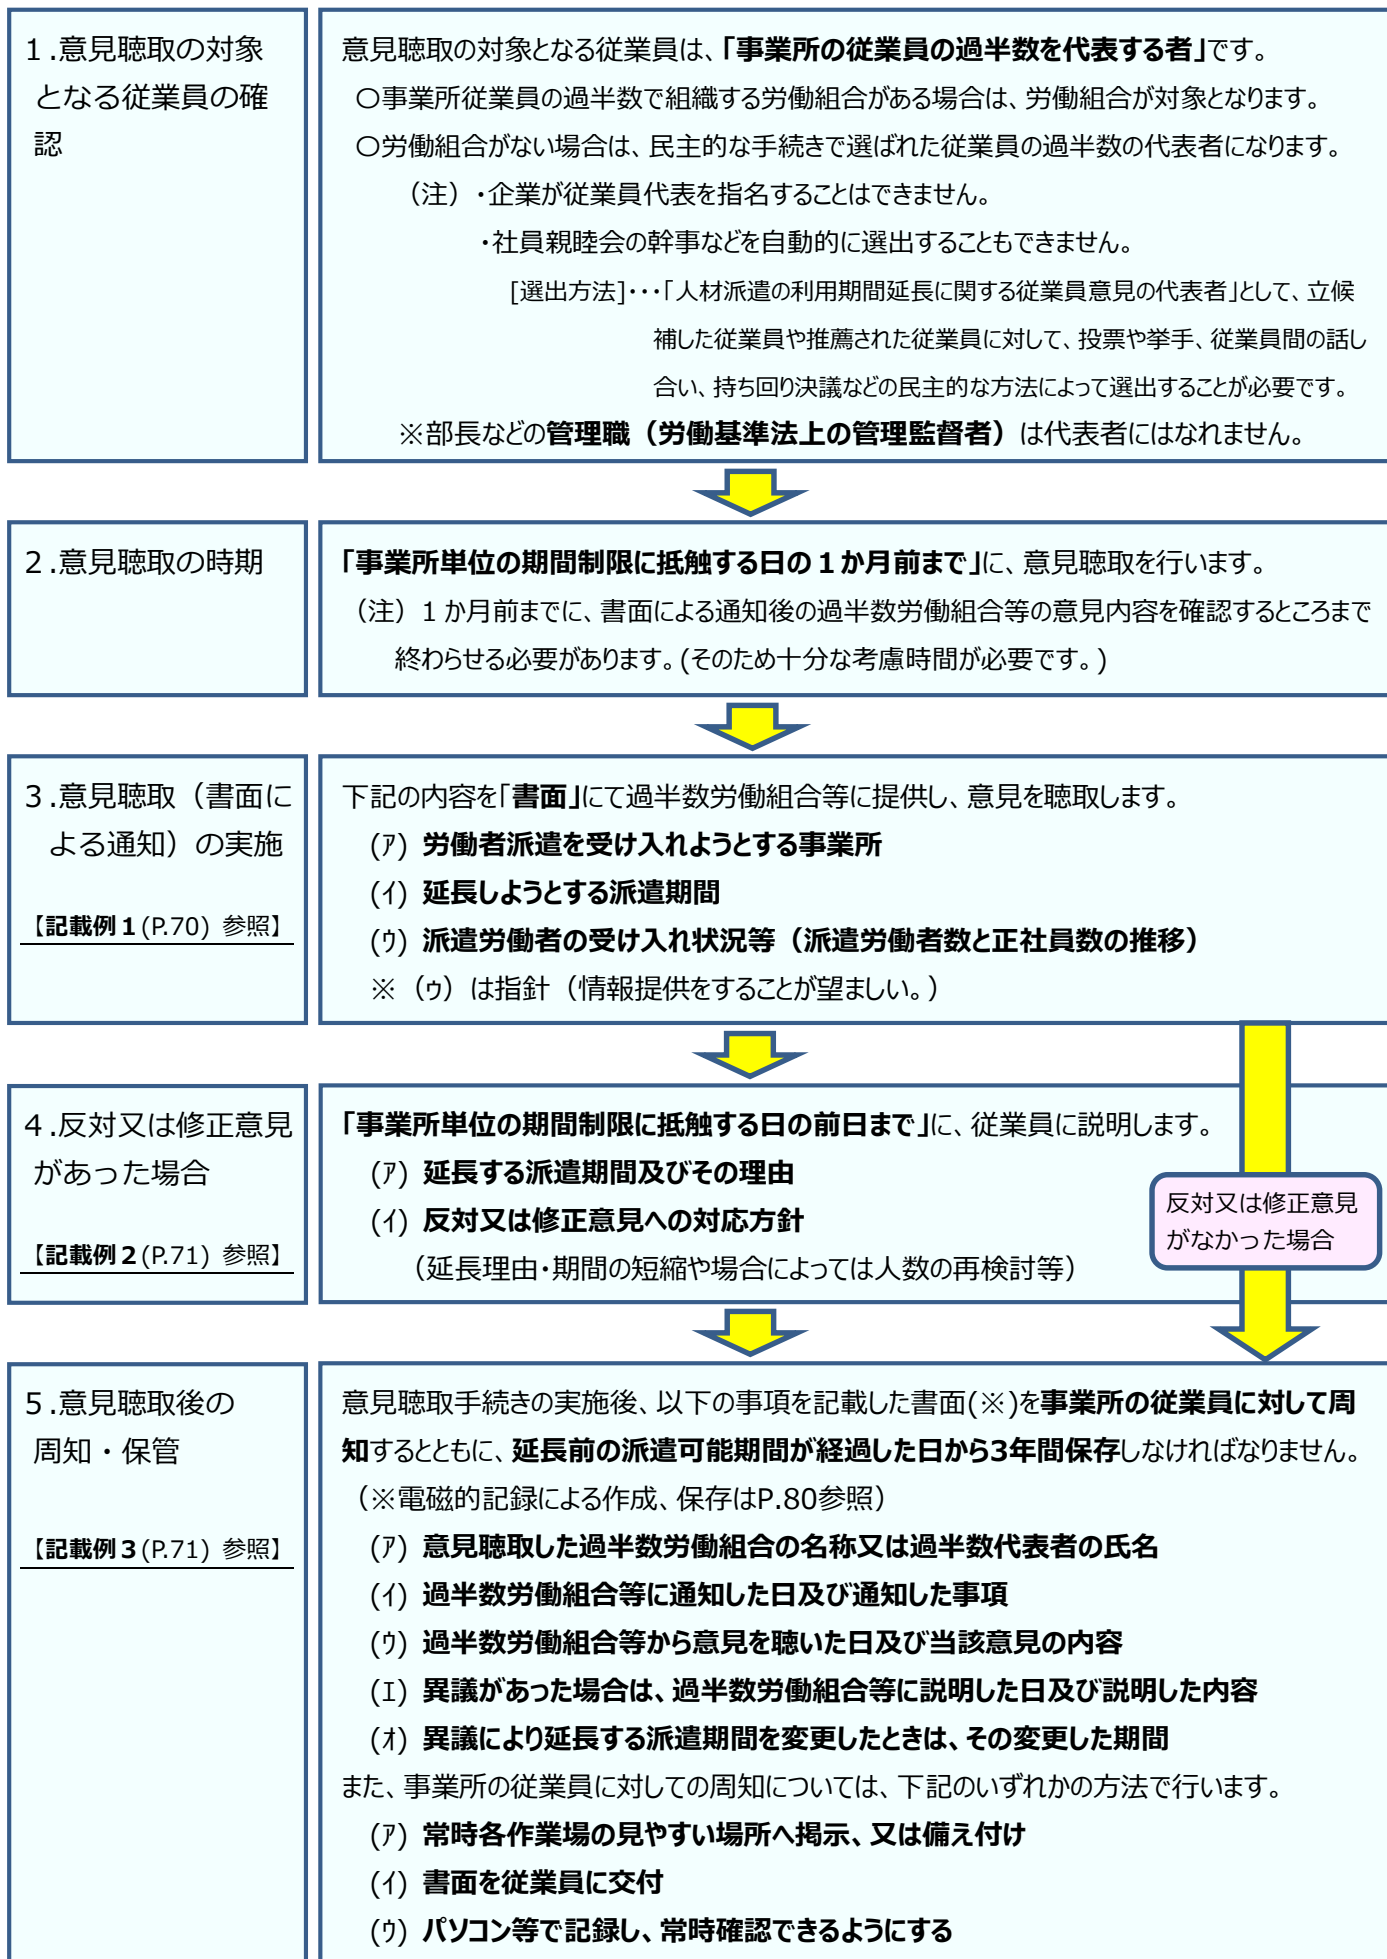 １.意見聴取の対象
となる従業員の確
認
意見聴取の対象となる従業員は、「事業所の従業員の過半数を代表する者」です。
○事業所従業員の過半数で組織する労働組合がある場合は、労働組合が対象となります。
○労働組合がない場合は、民主的な手続きで選ばれた従業員の過半数の代表者になります。
（注）・企業が従業員代表を指名することはできません。
・社員親睦会の幹事などを自動的に選出することもできません。
[選出方法]･･･「人材派遣の利用期間延長に関する従業員意見の代表者」として、立候
補した従業員や推薦された従業員に対して、投票や挙手、従業員間の話し
合い、持ち回り決議などの民主的な方法によって選出することが必要です。
※部長などの管理職（労働基準法上の管理監督者）は代表者にはなれません。
２.意見聴取の時期
「事業所単位の期間制限に抵触する日の１か月前まで」に、意見聴取を行います。
（注）１か月前までに、書面による通知後の過半数労働組合等の意見内容を確認するところまで
終わらせる必要があります。(そのため十分な考慮時間が必要です。)
３.意見聴取（書面に
よる通知）の実施
【記載例１(P.70) 参照】
下記の内容を「書面」にて過半数労働組合等に提供し、意見を聴取します。
(ｱ) 労働者派遣を受け入れようとする事業所
(ｲ) 延長しようとする派遣期間
(ｳ) 派遣労働者の受け入れ状況等（派遣労働者数と正社員数の推移）
※（ゥ）は指針（情報提供をすることが望ましい。）
４.反対又は修正意見
があった場合
【記載例２(P.71) 参照】
「事業所単位の期間制限に抵触する日の前日まで」に、従業員に説明します。
(ｱ) 延長する派遣期間及びその理由
(ｲ) 反対又は修正意見への対応方針
（延長理由・期間の短縮や場合によっては人数の再検討等）
反対又は修正意見
がなかった場合
５.意見聴取後の
周知・保管
【記載例３(P.71) 参照】
意見聴取手続きの実施後、以下の事項を記載した書面(※)を事業所の従業員に対して周
知するとともに、延長前の派遣可能期間が経過した日から3年間保存しなければなりません。
（※電磁的記録による作成、保存はP.80参照）
(ｱ) 意見聴取した過半数労働組合の名称又は過半数代表者の氏名
(ｲ) 過半数労働組合等に通知した日及び通知した事項
(ｳ) 過半数労働組合等から意見を聴いた日及び当該意見の内容
(ｴ) 異議があった場合は、過半数労働組合等に説明した日及び説明した内容
(ｵ) 異議により延長する派遣期間を変更したときは、その変更した期間
また、事業所の従業員に対しての周知については、下記のいずれかの方法で行います。
(ｱ) 常時各作業場の見やすい場所へ掲示、又は備え付け
(ｲ) 書面を従業員に交付
(ｳ) パソコン等で記録し、常時確認できるようにする